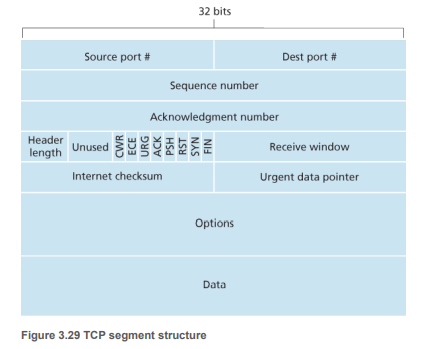 32 bits
Source port #
Dest port #
Sequence number
Acknowledgment number
Header
length
Unused
CWR
ECE
URG
ACK
PSH
RST
SYN
FIN
Receive window
Internet checksum
Urgent data pointer
Options
Data
Figure 3.29 TCP segment structure